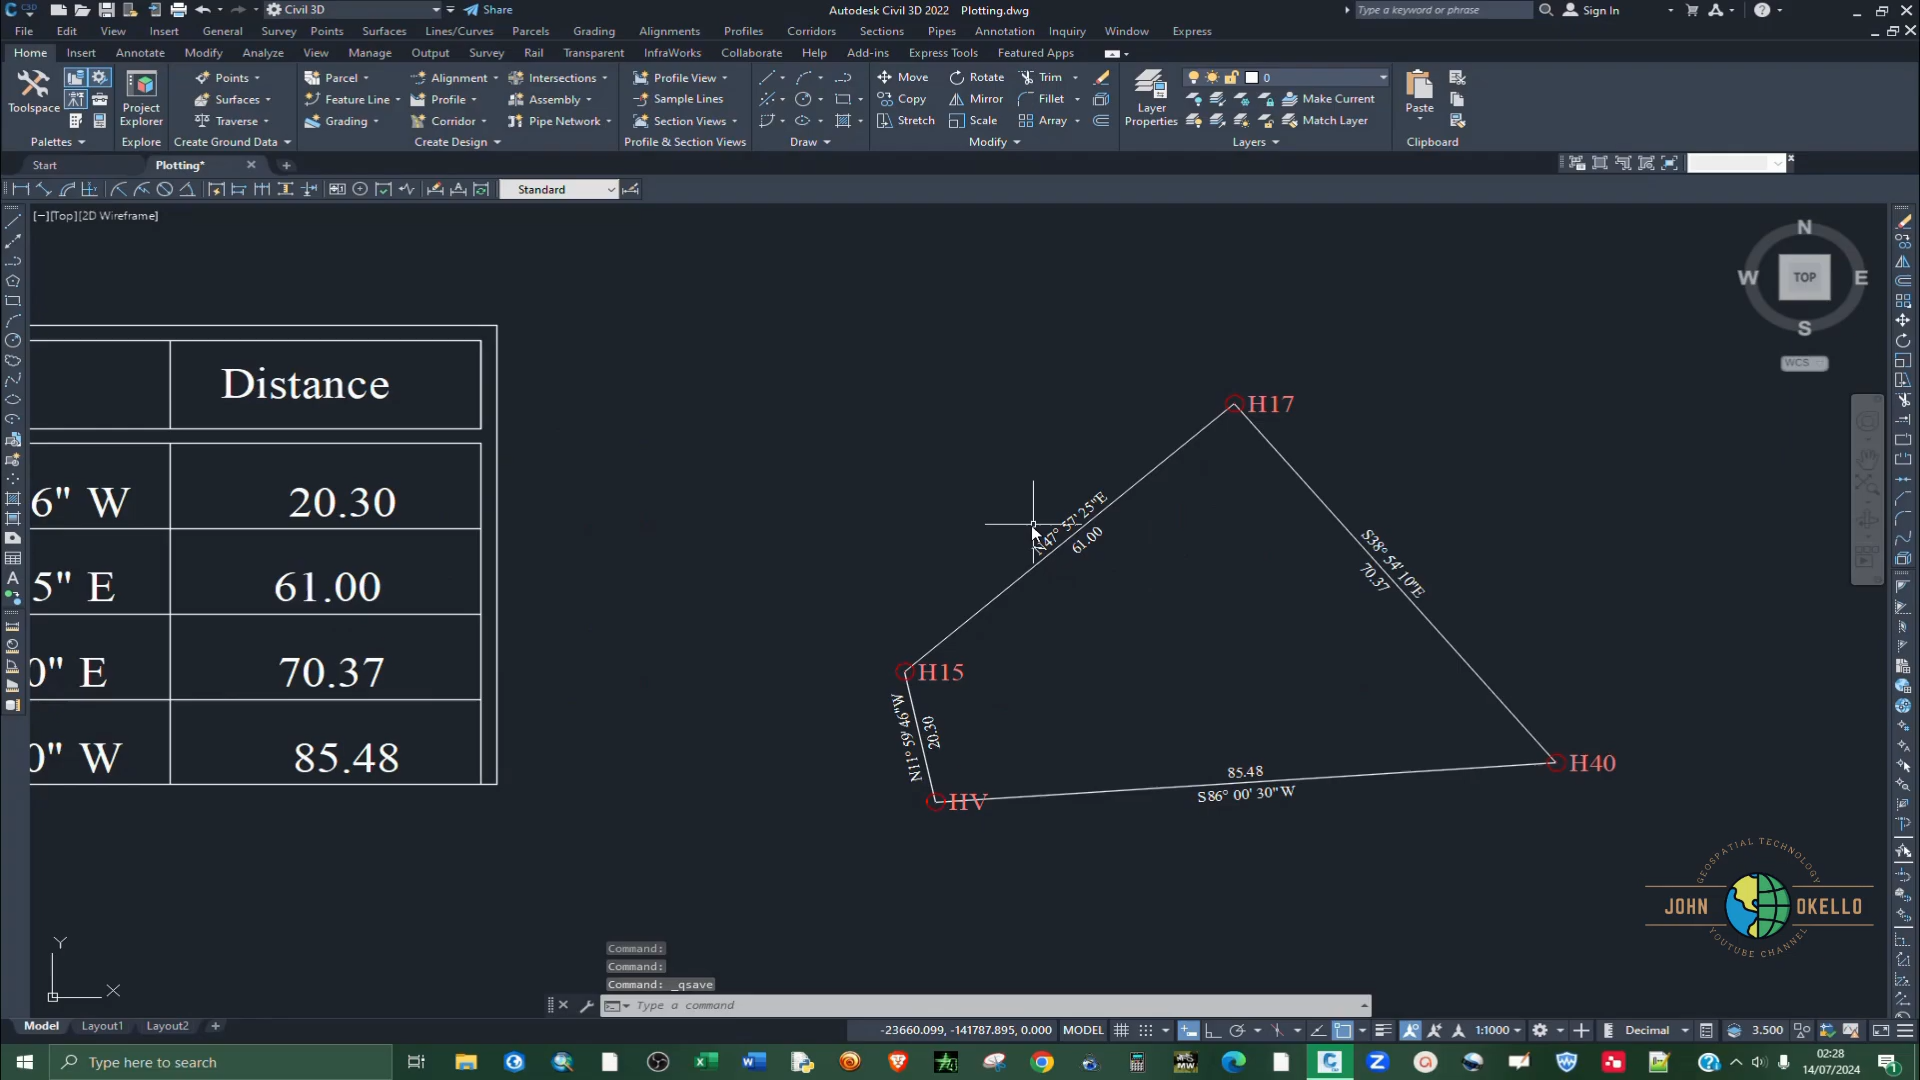 Civil 3D
Share
Autodesk Civil 3D 2022 Plotting.dwg
Type a keyword or phrase
Sign In
File Edit View Insert General Survey Points Surfaces Lines/Curves Parcels Grading Alignments Profiles Corridors Sections Pipes Annotation Inquiry Window Express
Home Insert Annotate Modify Analyze View Manage Output Survey Rail Transparent InfraWorks Collaborate Help Add-ins Express Tools Featured Apps
Toolspace
Project Explorer
Points
Surfaces
Traverse
Parcel
Feature Line
Grading
Alignment
Profile
Corridor
Intersections
Assembly
Pipe Network
Profile View
Sample Lines
Section Views
Move
Copy
Stretch
Rotate
Mirror
Scale
Trim
Fillet
Array
Layer Properties
0
Make Current
Match Layer
Paste
Palettes Explore Create Ground Data Create Design Profile & Section Views Draw Modify Layers Clipboard
Start Plotting*
Standard
[−][Top][2D Wireframe]
N
W TOP E
S
WCS
Distance
6" W 20.30
5" E 61.00
0" E 70.37
0" W 85.48
H17
N47° 57' 25"E
61.00
S38° 54' 10"E
70.37
H15
N11° 59' 46"W
20.30
H40
85.48
S86° 00' 30"W
HV
GEOSPATIAL TECHNOLOGY
JOHN OKELLO
YOUTUBE CHANNEL
Y
X
Command:
Command:
Command: _qsave
Type a command
Model Layout1 Layout2
-23660.099, -141787.895, 0.000 MODEL
1:1000
Decimal
3.500
Type here to search
02:28
14/07/2024